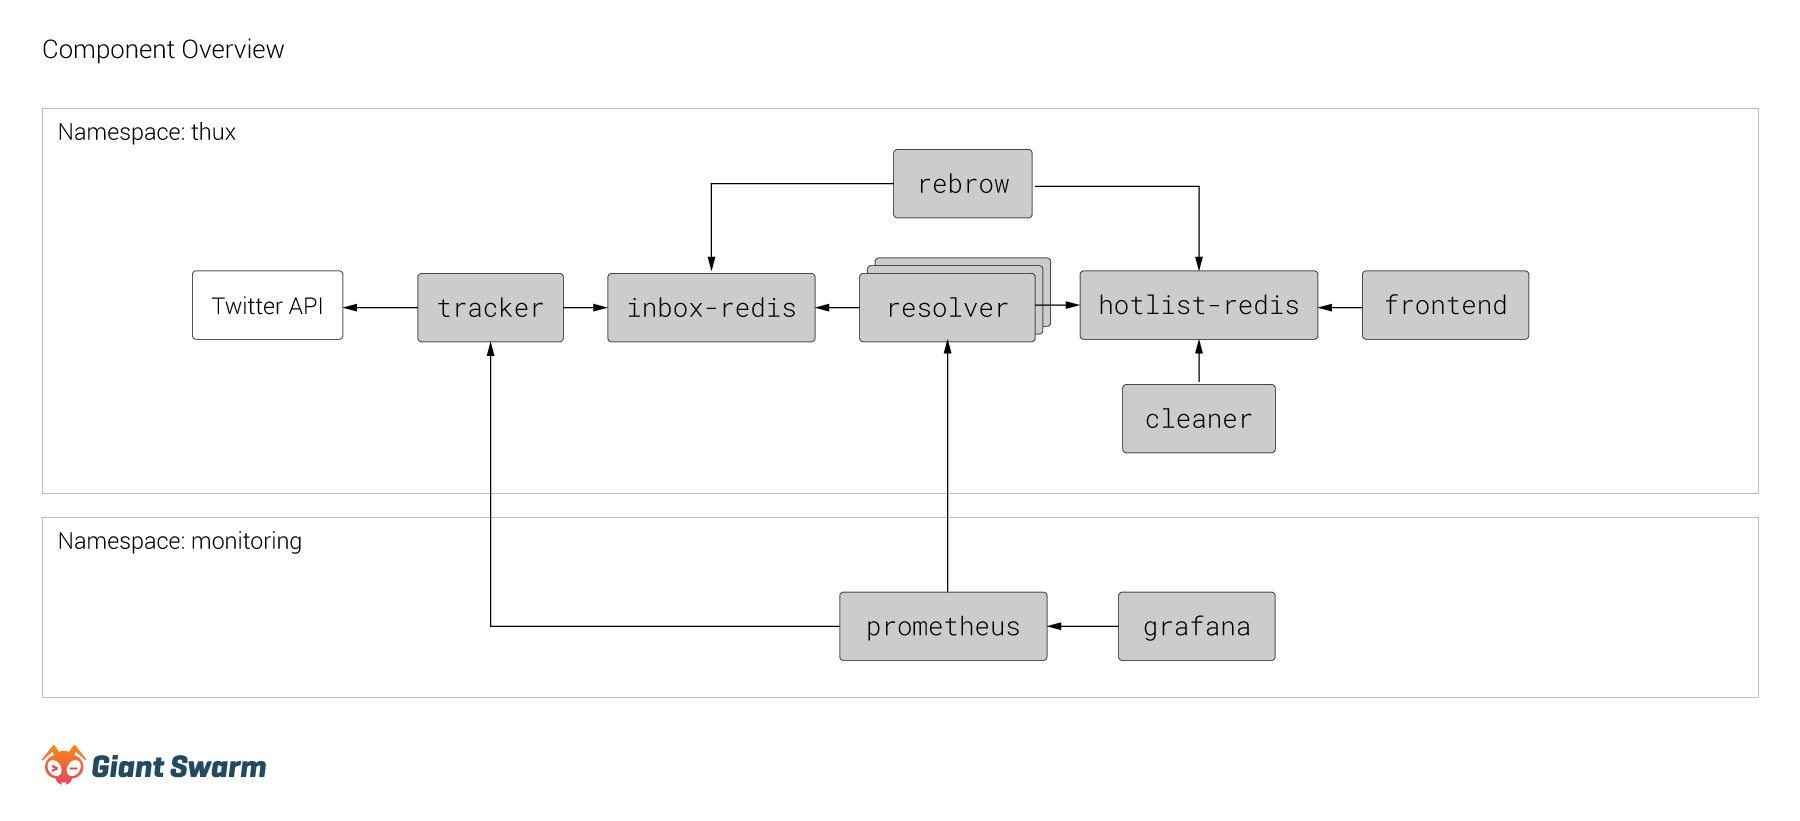 Component Overview
Namespace: thux
rebrow
Twitter API
tracker
inbox-redis
resolver
hotlist-redis
frontend
cleaner
Namespace: monitoring
prometheus
grafana
Giant Swarm